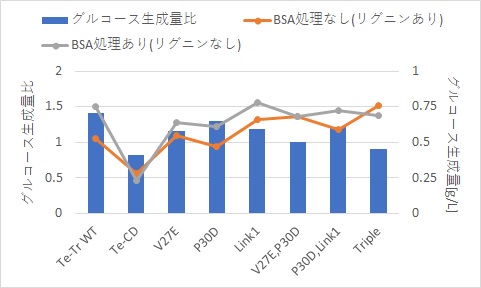 グルコース生成量比
BSA処理なし(リグニンあり)
BSA処理あり(リグニンなし)
グルコース生成量比
2
1.5
1
0.5
0
1
0.75
0.5
0.25
0
グルコース生成量[g/L]
Te-Tr WT
Te-CD
V27E
P30D
Link1
V27E,P30D
P30D,Link1
Triple